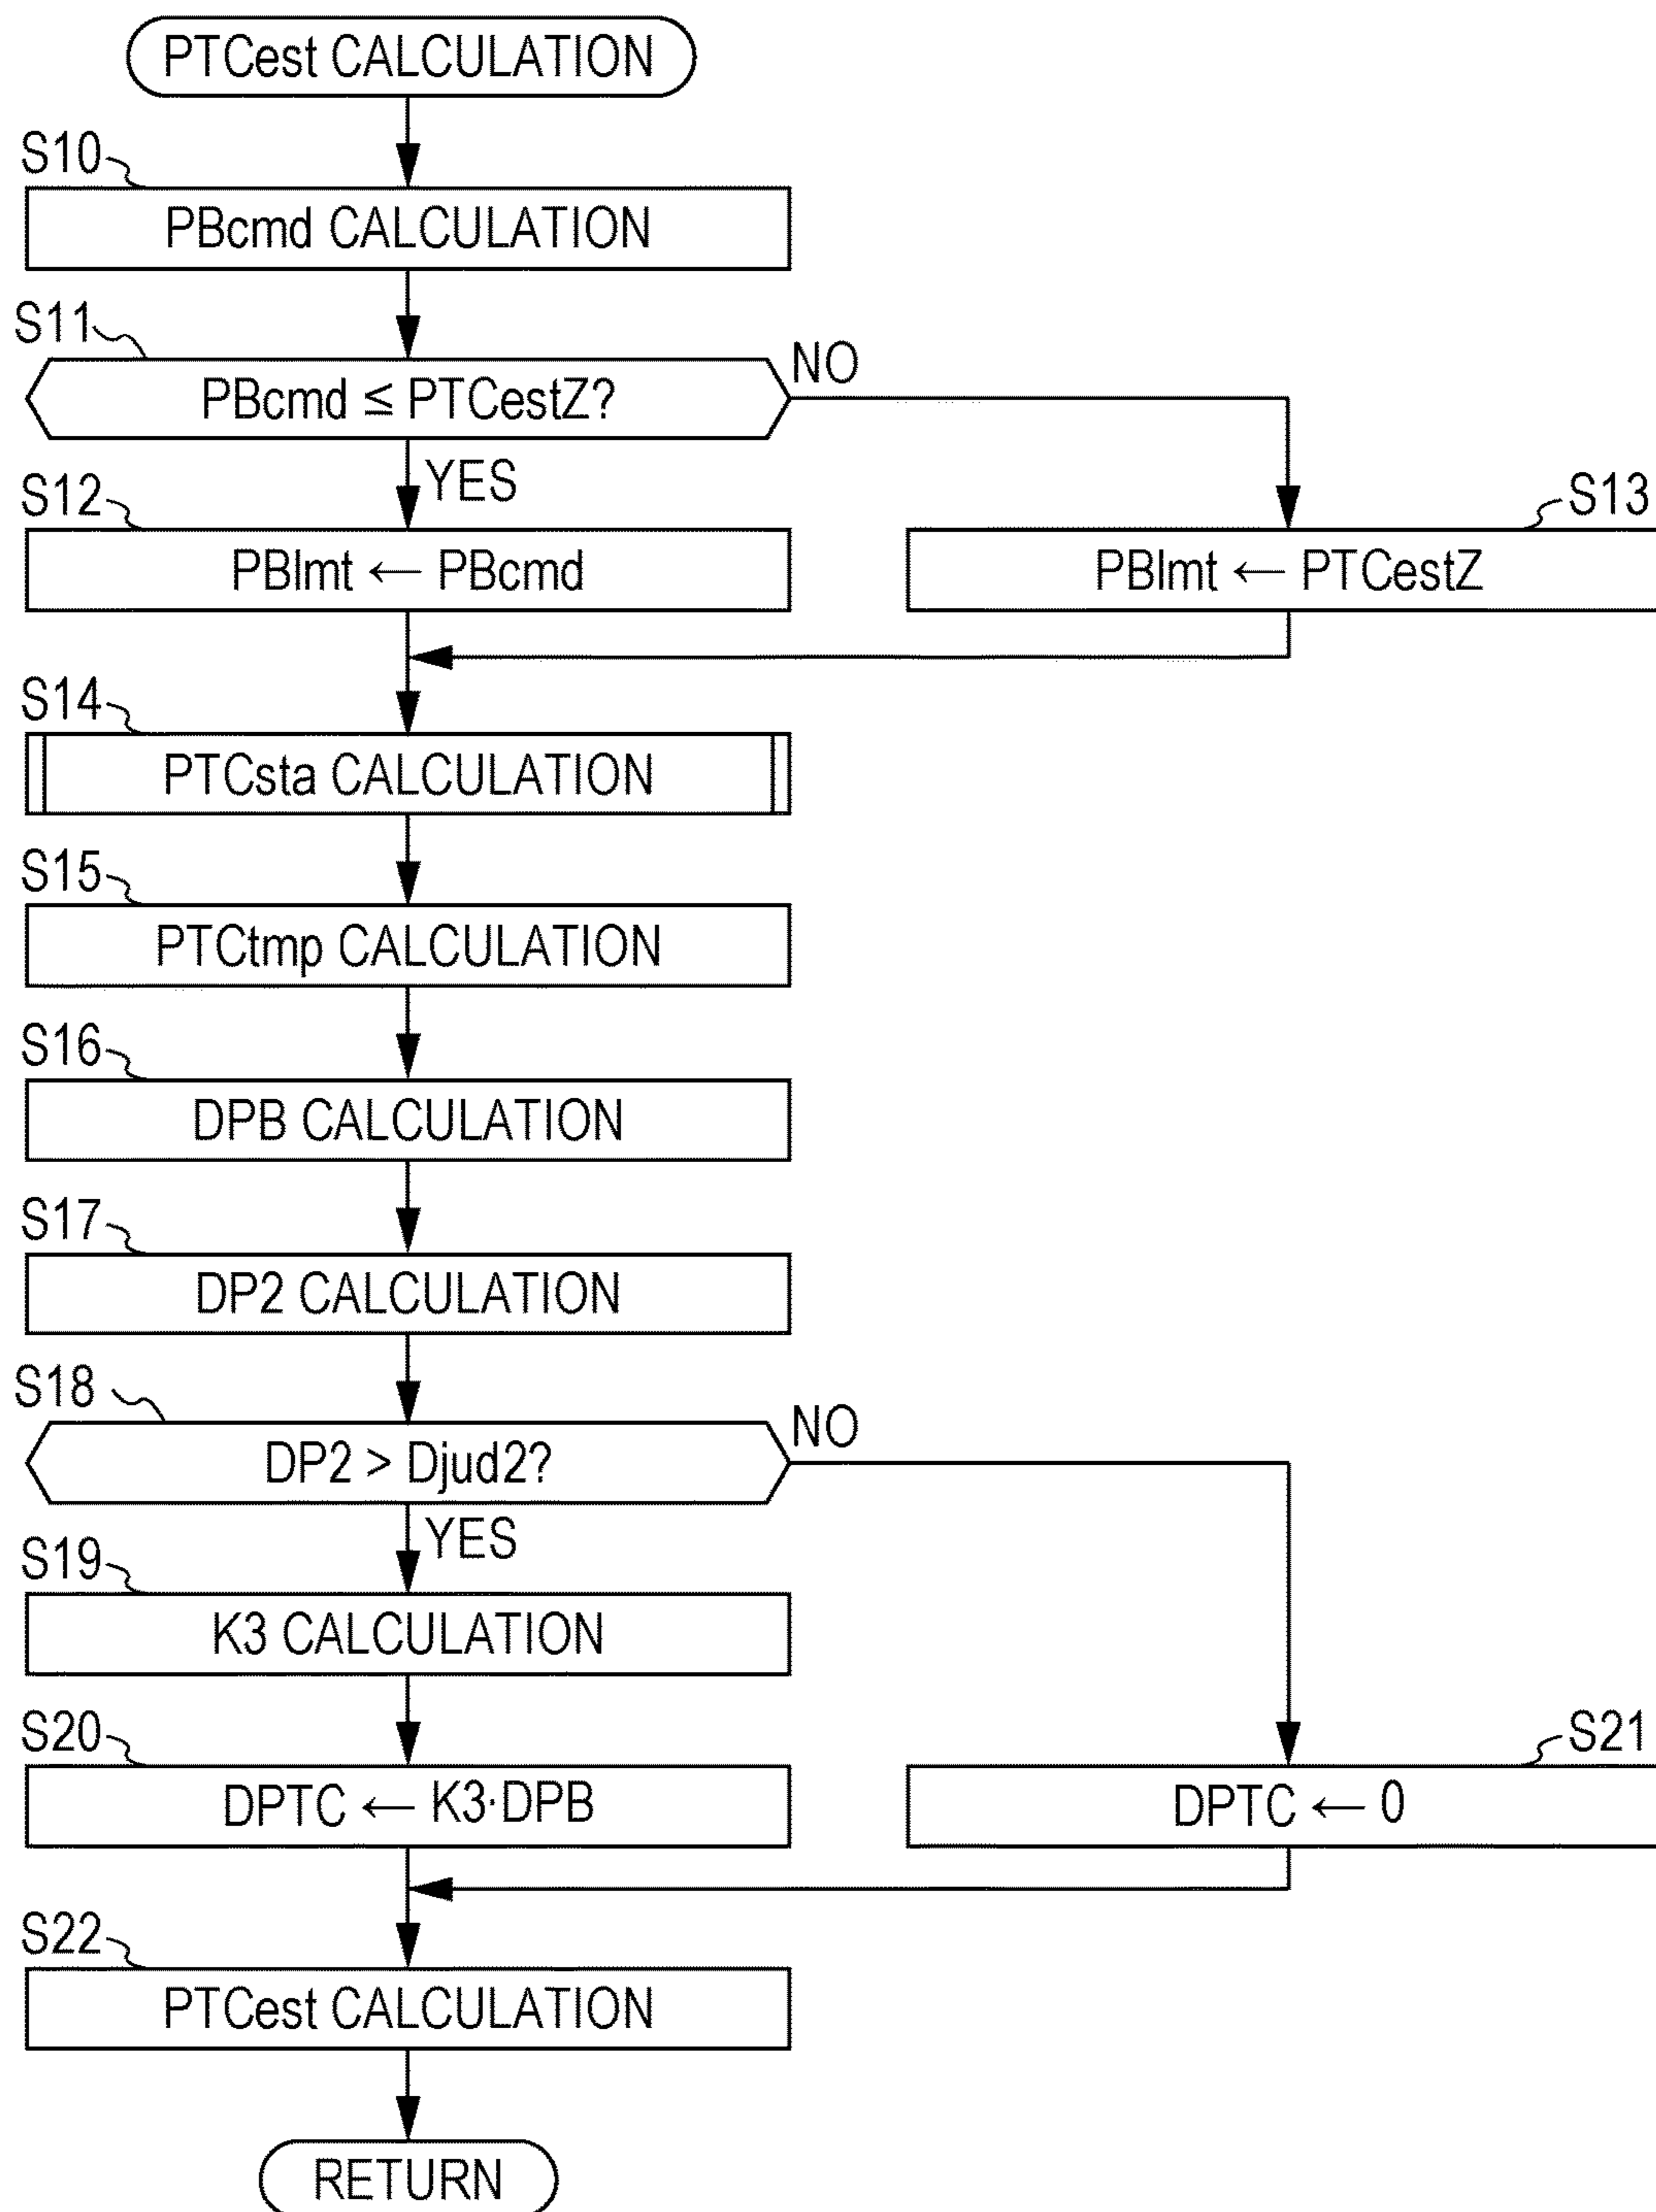 PTCest CALCULATION
S10
PBcmd CALCULATION
S11
PBcmd ≤ PTCestZ?
NO
YES
S12
PBlmt ← PBcmd
S13
PBlmt ← PTCestZ
S14
PTCsta CALCULATION
S15
PTCtmp CALCULATION
S16
DPB CALCULATION
S17
DP2 CALCULATION
S18
DP2 > Djud2?
NO
YES
S19
K3 CALCULATION
S20
DPTC ← K3·DPB
S21
DPTC ← 0
S22
PTCest CALCULATION
RETURN